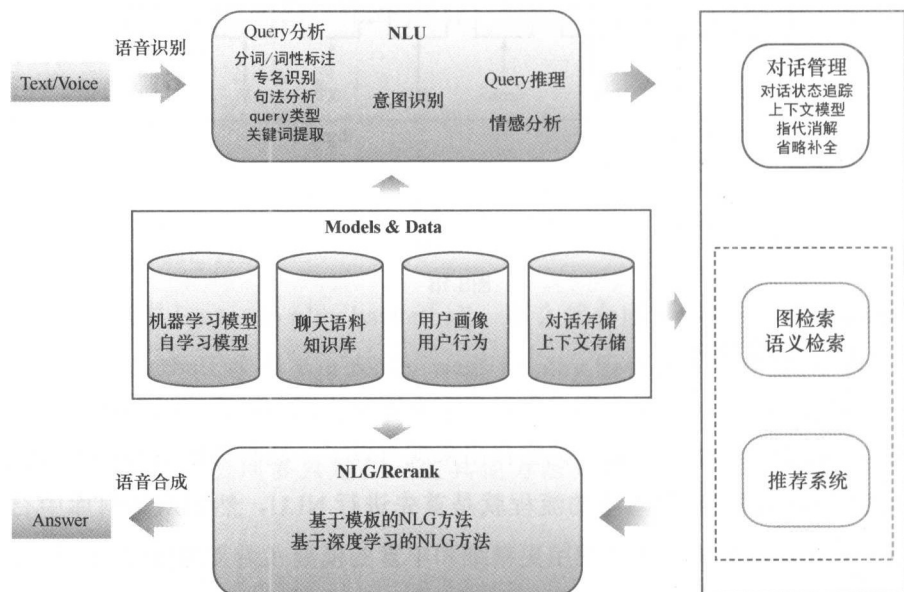 语音识别
Text/Voice
Query分析
NLU
分词/词性标注
专名识别
句法分析
query类型
关键词提取
意图识别
Query推理
情感分析
对话管理
对话状态追踪
上下文模型
指代消解
省略补全
Models & Data
机器学习模型
自学习模型
聊天语料
知识库
用户画像
用户行为
对话存储
上下文存储
图检索
语义检索
推荐系统
NLG/Rerank
基于模板的NLG方法
基于深度学习的NLG方法
语音合成
Answer